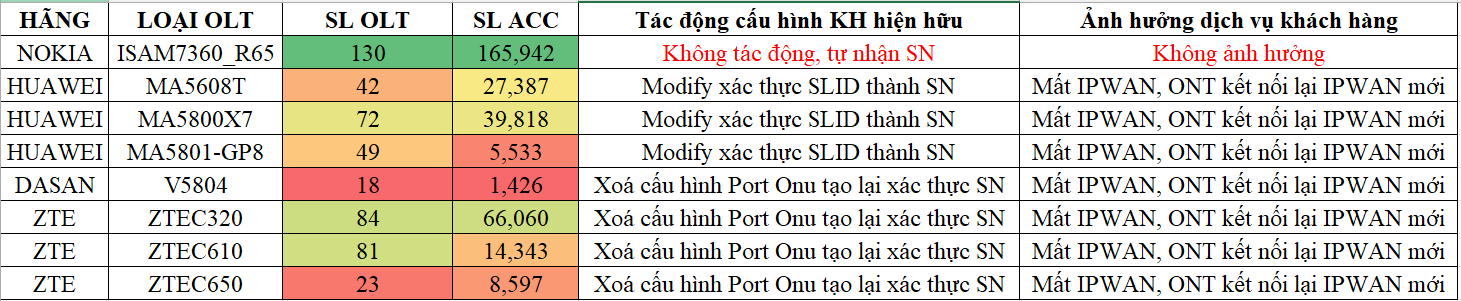 HÃNG LOẠI OLT SL OLT SL ACC Tác động cấu hình KH hiện hữu Ảnh hưởng dịch vụ khách hàng
NOKIA ISAM7360_R65 130 165,942 Không tác động, tự nhận SN Không ảnh hưởng
HUAWEI MA5608T 42 27,387 Modify xác thực SLID thành SN Mất IPWAN, ONT kết nối lại IPWAN mới
HUAWEI MA5800X7 72 39,818 Modify xác thực SLID thành SN Mất IPWAN, ONT kết nối lại IPWAN mới
HUAWEI MA5801-GP8 49 5,533 Modify xác thực SLID thành SN Mất IPWAN, ONT kết nối lại IPWAN mới
DASAN V5804 18 1,426 Xoá cấu hình Port Onu tạo lại xác thực SN Mất IPWAN, ONT kết nối lại IPWAN mới
ZTE ZTEC320 84 66,060 Xoá cấu hình Port Onu tạo lại xác thực SN Mất IPWAN, ONT kết nối lại IPWAN mới
ZTE ZTEC610 81 14,343 Xoá cấu hình Port Onu tạo lại xác thực SN Mất IPWAN, ONT kết nối lại IPWAN mới
ZTE ZTEC650 23 8,597 Xoá cấu hình Port Onu tạo lại xác thực SN Mất IPWAN, ONT kết nối lại IPWAN mới